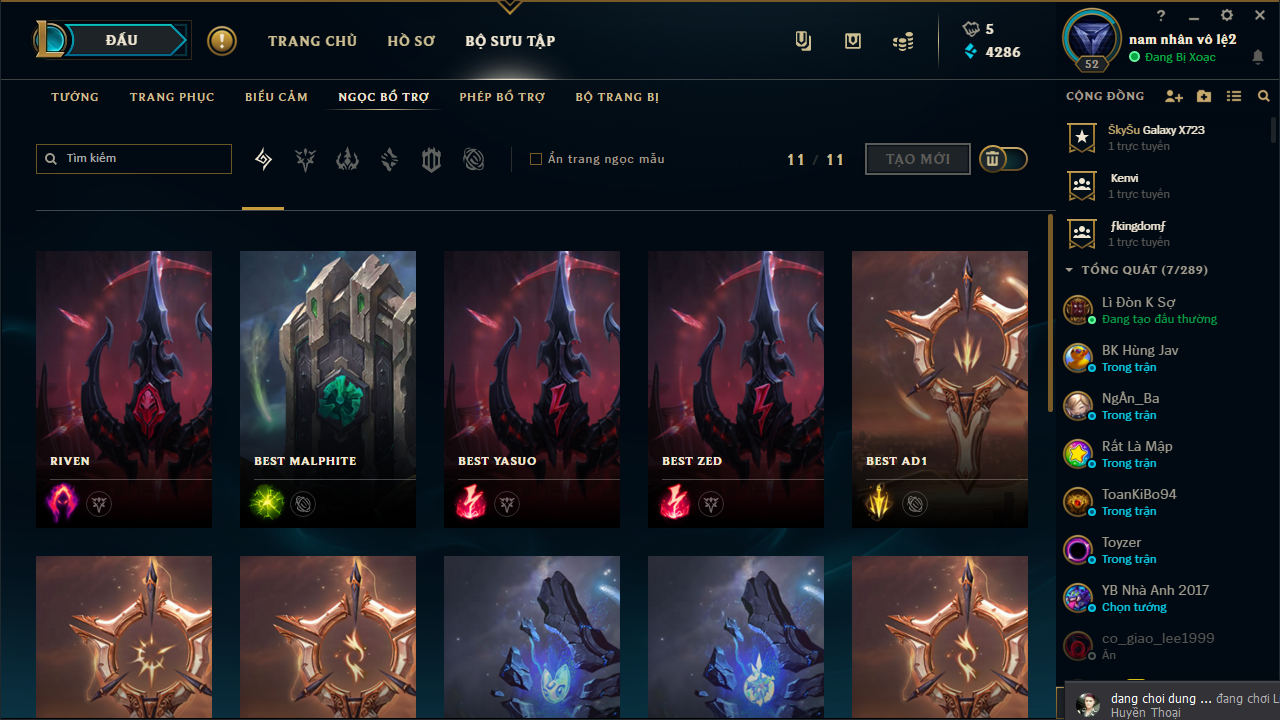 ĐẤU
TRANG CHỦ
HỒ SƠ
BỘ SƯU TẬP
5
4286
52
nam nhân vô lệ2
Đang Bị Xoạc
TƯỚNG
TRANG PHỤC
BIỂU CẢM
NGỌC BỔ TRỢ
PHÉP BỔ TRỢ
BỘ TRANG BỊ
Tìm kiếm
Ẩn trang ngọc mẫu
11 / 11
TẠO MỚI
RIVEN
BEST MALPHITE
BEST YASUO
BEST ZED
BEST AD1
CỘNG ĐỒNG
ŠkyŠu Galaxy X723
1 trực tuyến
Kenvi
1 trực tuyến
ƒkingdomƒ
1 trực tuyến
TỔNG QUÁT (7/289)
Lì Đòn K Sợ
Đang tạo đấu thường
BK Hùng Jav
Trong trận
NgÂn_Ba
Trong trận
Rất Là Mập
Trong trận
ToanKiBo94
Trong trận
Toyzer
Trong trận
YB Nhà Anh 2017
Chọn tướng
co_giao_lee1999
Ẩn
dang choi dung ... đang chơi L
Huyền Thoại